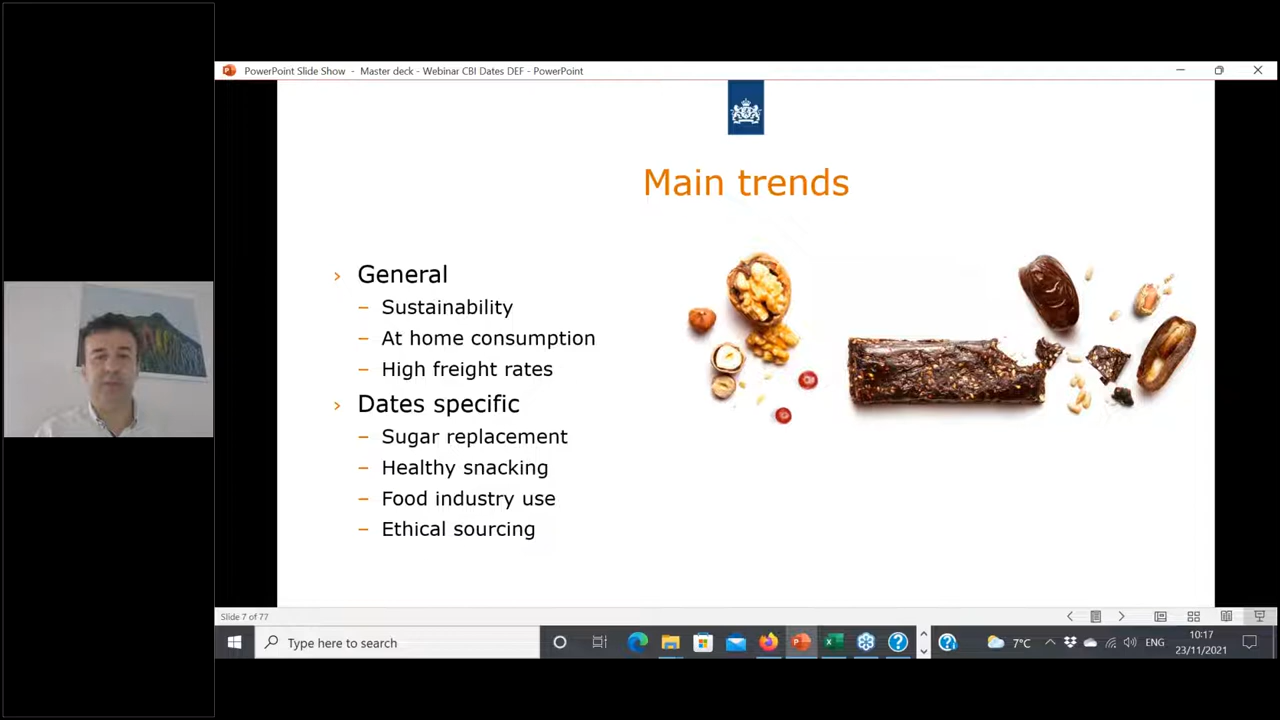 PowerPoint Slide Show - Master deck - Webinar CBI Dates DEF - PowerPoint
Main trends
› General
– Sustainability
– At home consumption
– High freight rates
› Dates specific
– Sugar replacement
– Healthy snacking
– Food industry use
– Ethical sourcing
Slide 7 of 77
Type here to search
7°C
ENG
10:17
23/11/2021